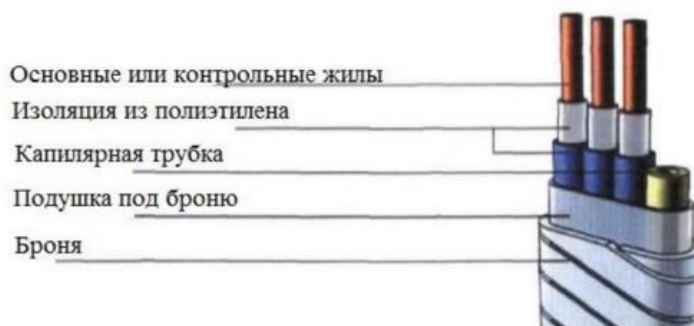 Основные или контрольные жилы
Изоляция из полиэтилена
Капилярная трубка
Подушка под броню
Броня